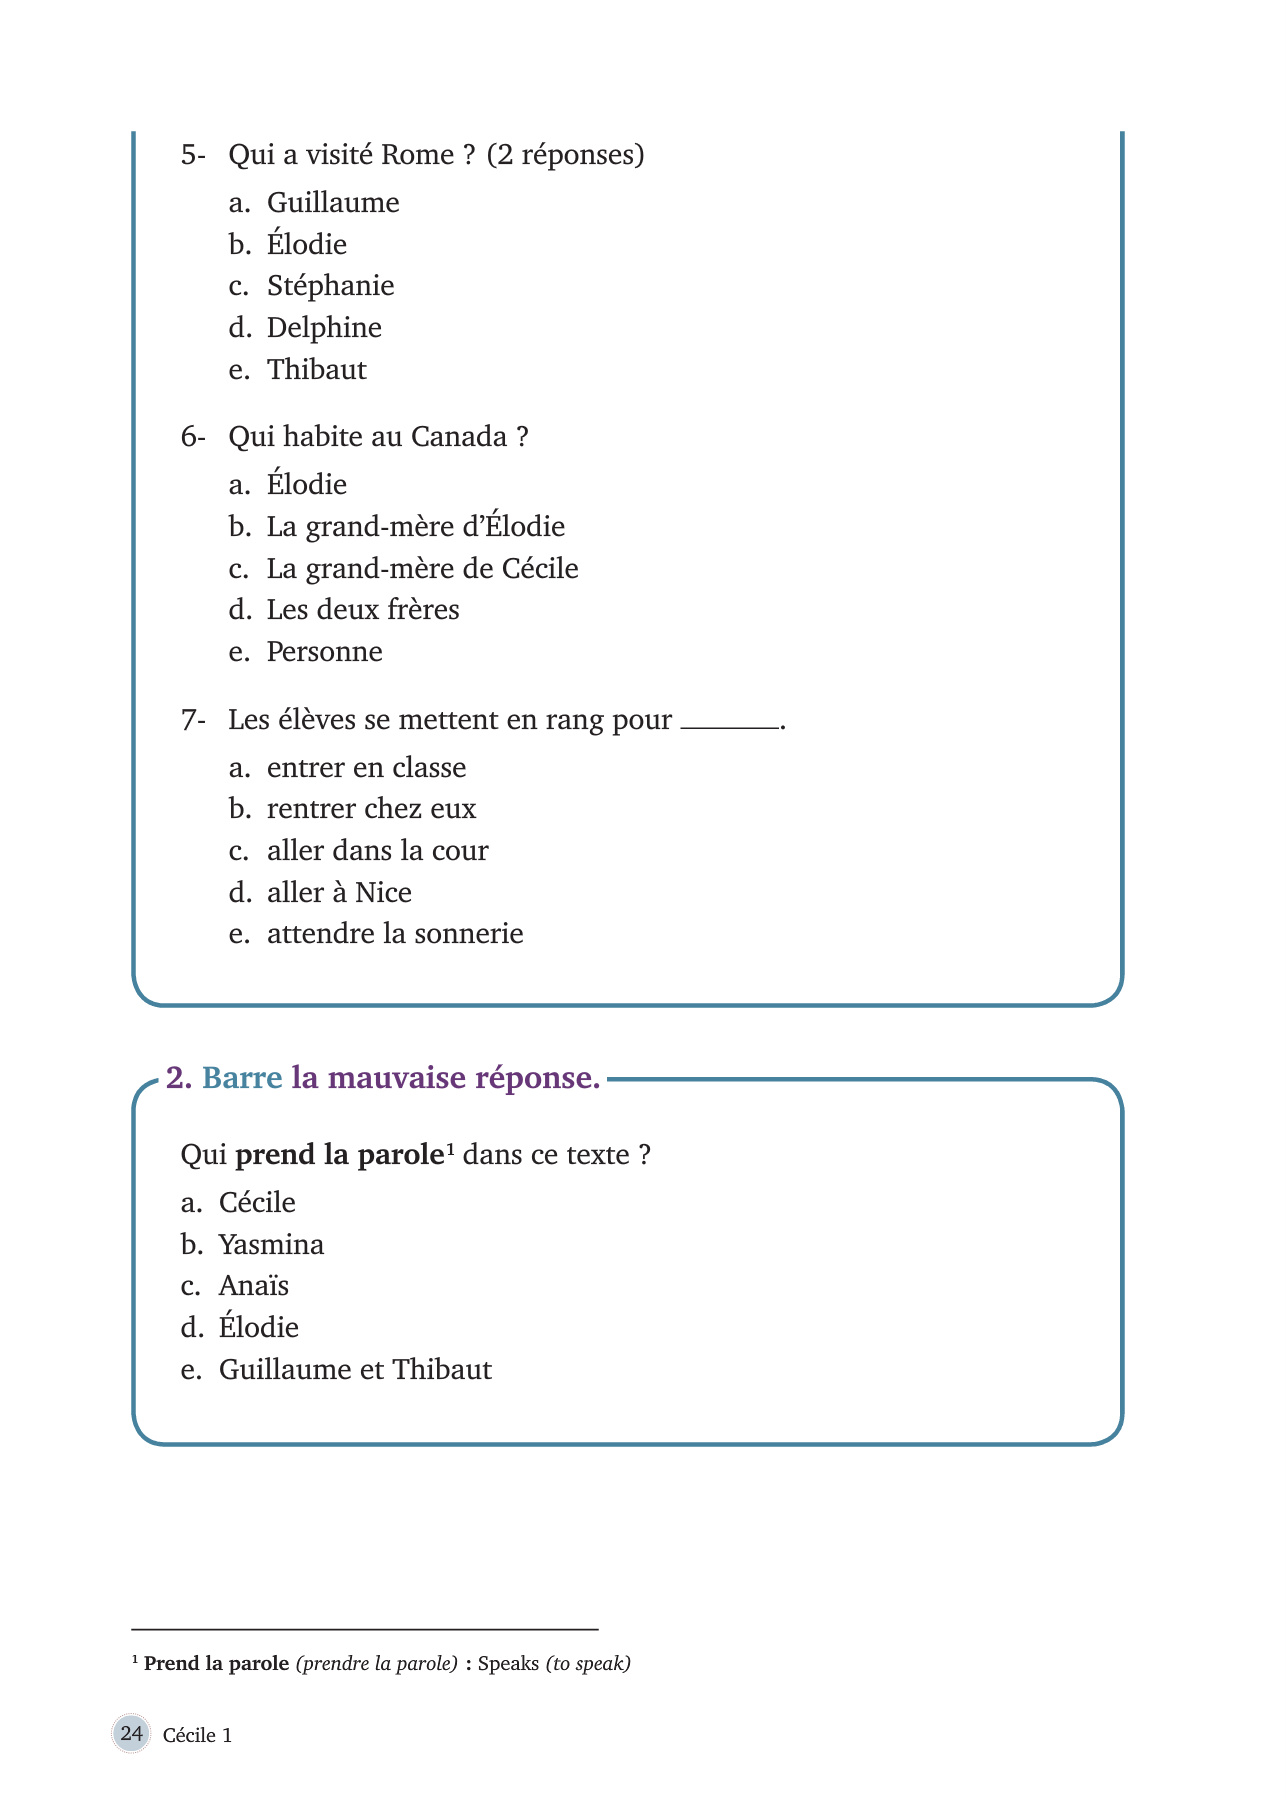 5- Qui a visité Rome ? (2 réponses)
a. Guillaume
b. Élodie
c. Stéphanie
d. Delphine
e. Thibaut
6- Qui habite au Canada ?
a. Élodie
b. La grand-mère d’Élodie
c. La grand-mère de Cécile
d. Les deux frères
e. Personne
7- Les élèves se mettent en rang pour _______.
a. entrer en classe
b. rentrer chez eux
c. aller dans la cour
d. aller à Nice
e. attendre la sonnerie
2. Barre la mauvaise réponse.
Qui prend la parole¹ dans ce texte ?
a. Cécile
b. Yasmina
c. Anaïs
d. Élodie
e. Guillaume et Thibaut
¹ Prend la parole (prendre la parole) : Speaks (to speak)
24 Cécile 1